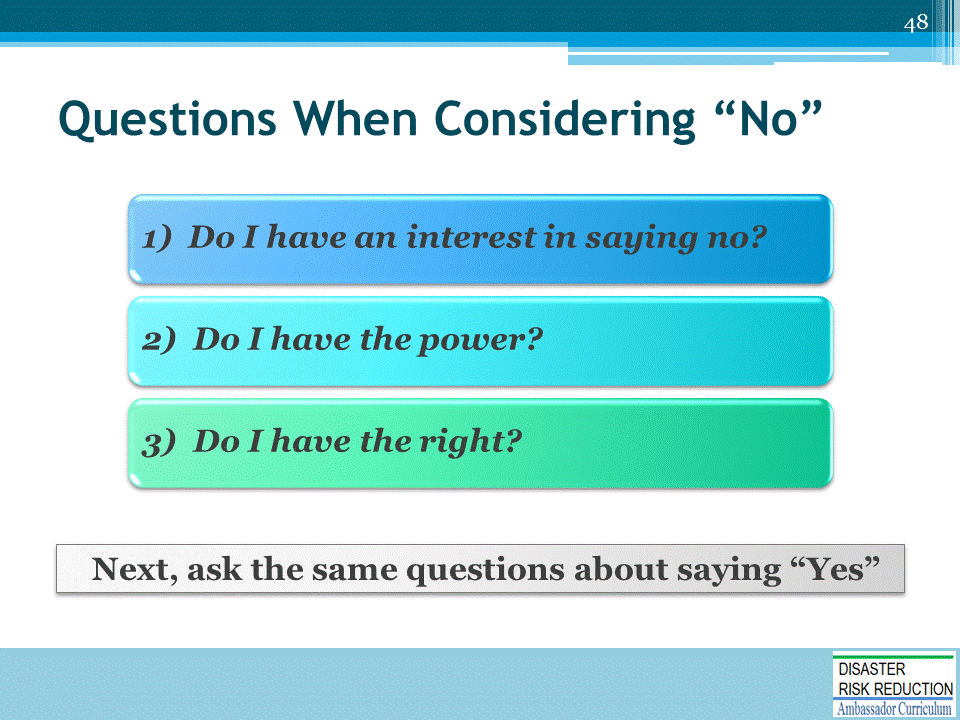 48
Questions When Considering “No”
1) Do I have an interest in saying no?
2) Do I have the power?
3) Do I have the right?
Next, ask the same questions about saying “Yes”
DISASTER
RISK REDUCTION
Ambassador Curriculum